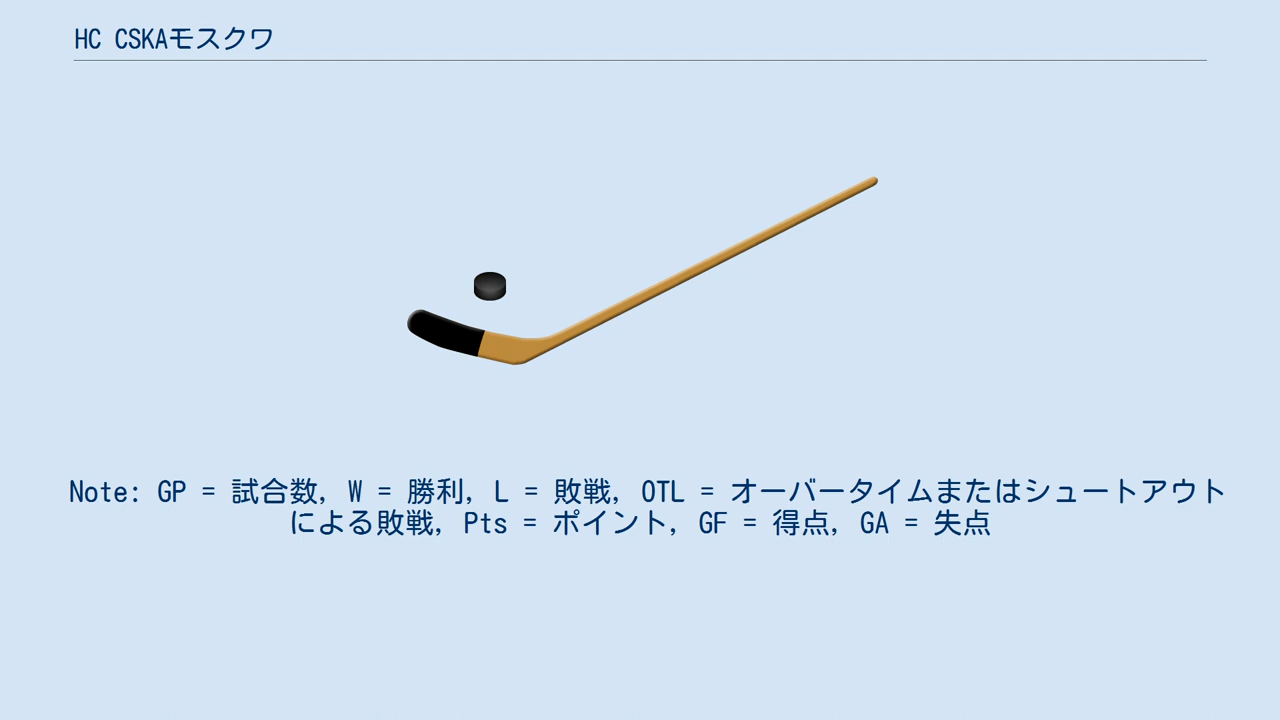 HC CSKAモスクワ
Note: GP = 試合数, W = 勝利, L = 敗戦, OTL = オーバータイムまたはシュートアウト
による敗戦, Pts = ポイント, GF = 得点, GA = 失点